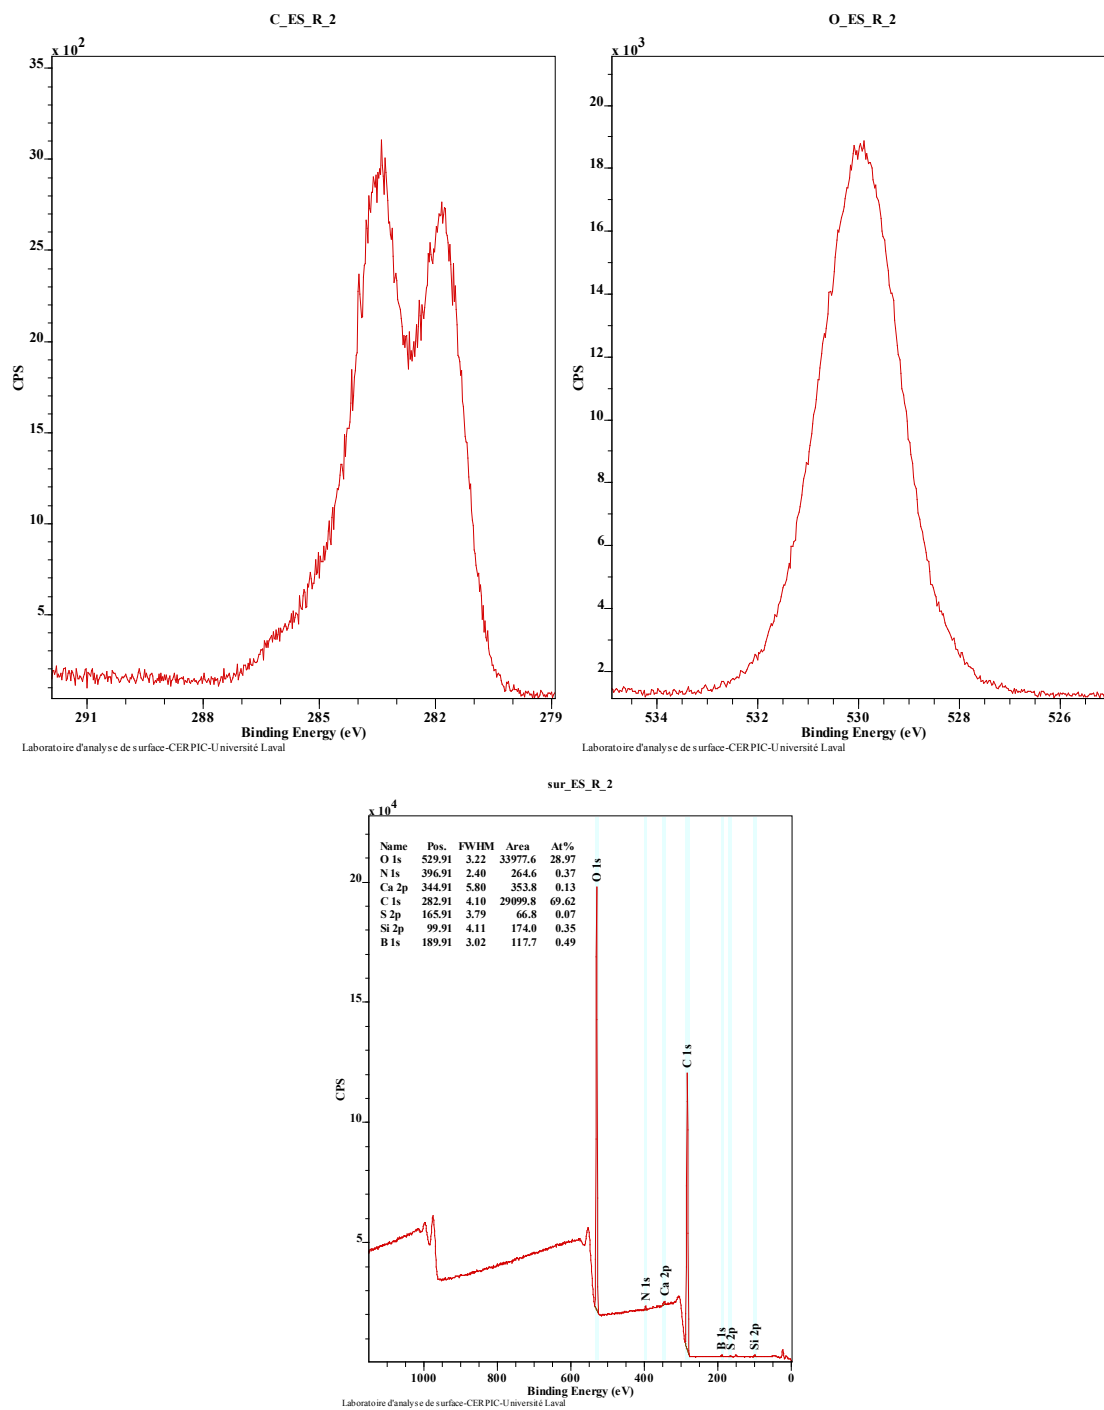 C_ES_R_2
x 10^2
35
30
25
20
15
10
5
CPS
291 288 285 282 279
Binding Energy (eV)
Laboratoire d'analyse de surface-CERPIC-Université Laval
O_ES_R_2
x 10^3
20
18
16
14
12
10
8
6
4
2
CPS
534 532 530 528 526
Binding Energy (eV)
Laboratoire d'analyse de surface-CERPIC-Université Laval
sur_ES_R_2
x 10^4
Name Pos. FWHM Area At%
O 1s 529.91 3.22 33977.6 28.97
N 1s 396.91 2.40 264.6 0.37
Ca 2p 344.91 5.80 353.8 0.13
C 1s 282.91 4.10 29099.8 69.62
S 2p 165.91 3.79 66.8 0.07
Si 2p 99.91 4.11 174.0 0.35
B 1s 189.91 3.02 117.7 0.49
O 1s
N 1s
Ca 2p
C 1s
B 1s
S 2p
Si 2p
20
15
10
5
CPS
1000 800 600 400 200 0
Binding Energy (eV)
Laboratoire d'analyse de surface-CERPIC-Université Laval